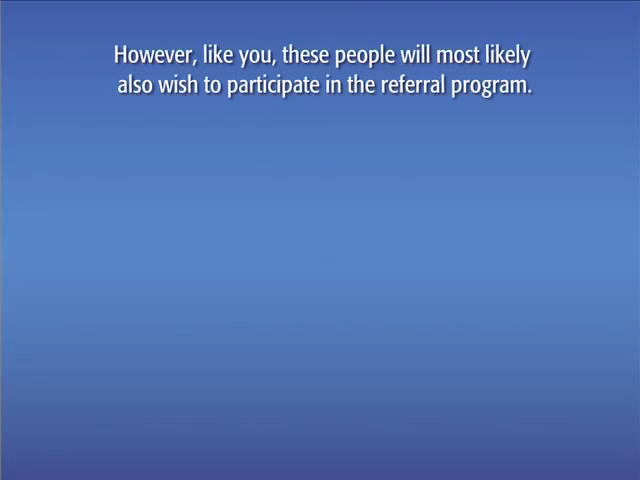 However, like you, these people will most likely
also wish to participate in the referral program.